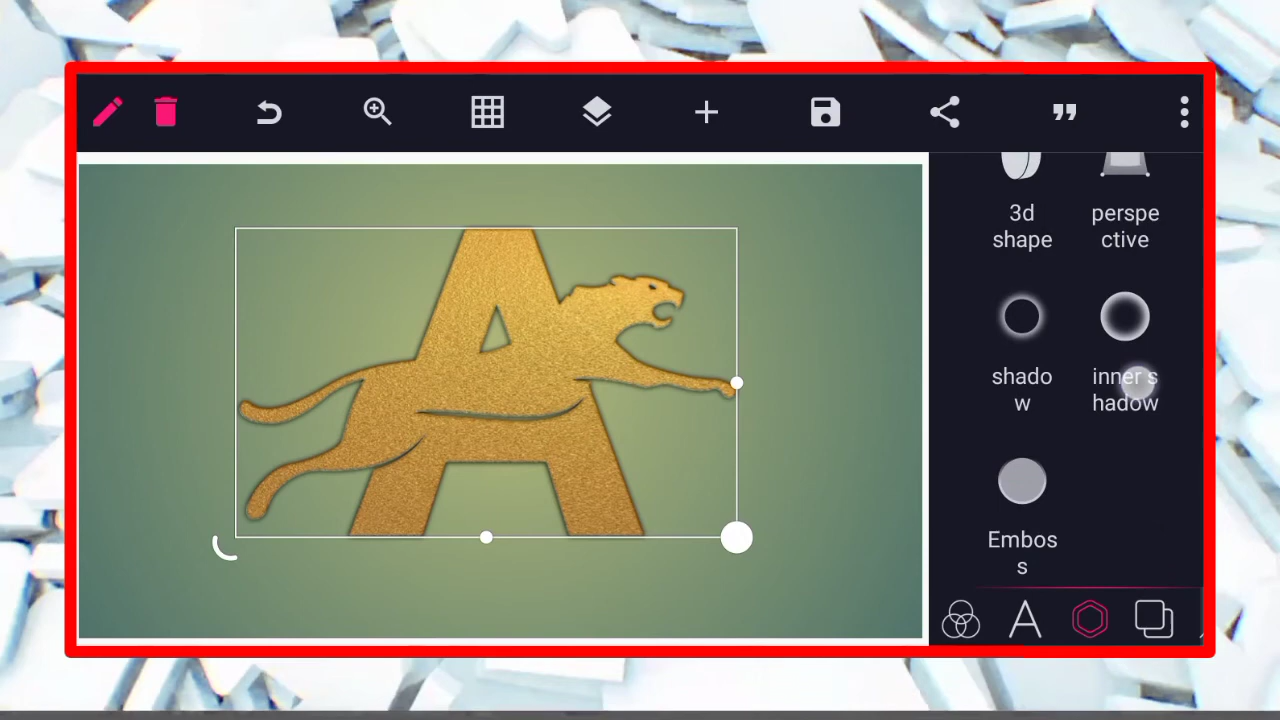 3d
shape
perspe
ctive
shado
w
inner s
hadow
Embos
s
A